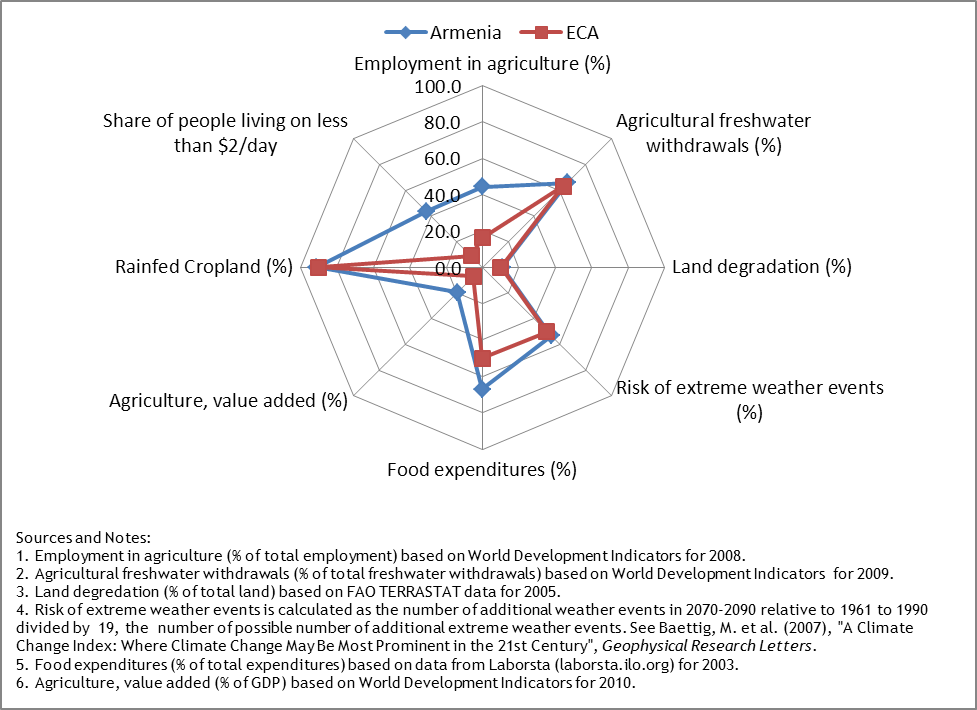 Armenia ECA
Employment in agriculture (%)
100.0
80.0
60.0
40.0
20.0
0.0
Agricultural freshwater
withdrawals (%)
Land degradation (%)
Risk of extreme weather events
(%)
Food expenditures (%)
Agriculture, value added (%)
Rainfed Cropland (%)
Share of people living on less
than $2/day
Sources and Notes:
1. Employment in agriculture (% of total employment) based on World Development Indicators for 2008.
2. Agricultural freshwater withdrawals (% of total freshwater withdrawals) based on World Development Indicators for 2009.
3. Land degredation (% of total land) based on FAO TERRASTAT data for 2005.
4. Risk of extreme weather events is calculated as the number of additional weather events in 2070-2090 relative to 1961 to 1990
divided by 19, the number of possible number of additional extreme weather events. See Baettig, M. et al. (2007), "A Climate
Change Index: Where Climate Change May Be Most Prominent in the 21st Century", Geophysical Research Letters.
5. Food expenditures (% of total expenditures) based on data from Laborsta (laborsta.ilo.org) for 2003.
6. Agriculture, value added (% of GDP) based on World Development Indicators for 2010.